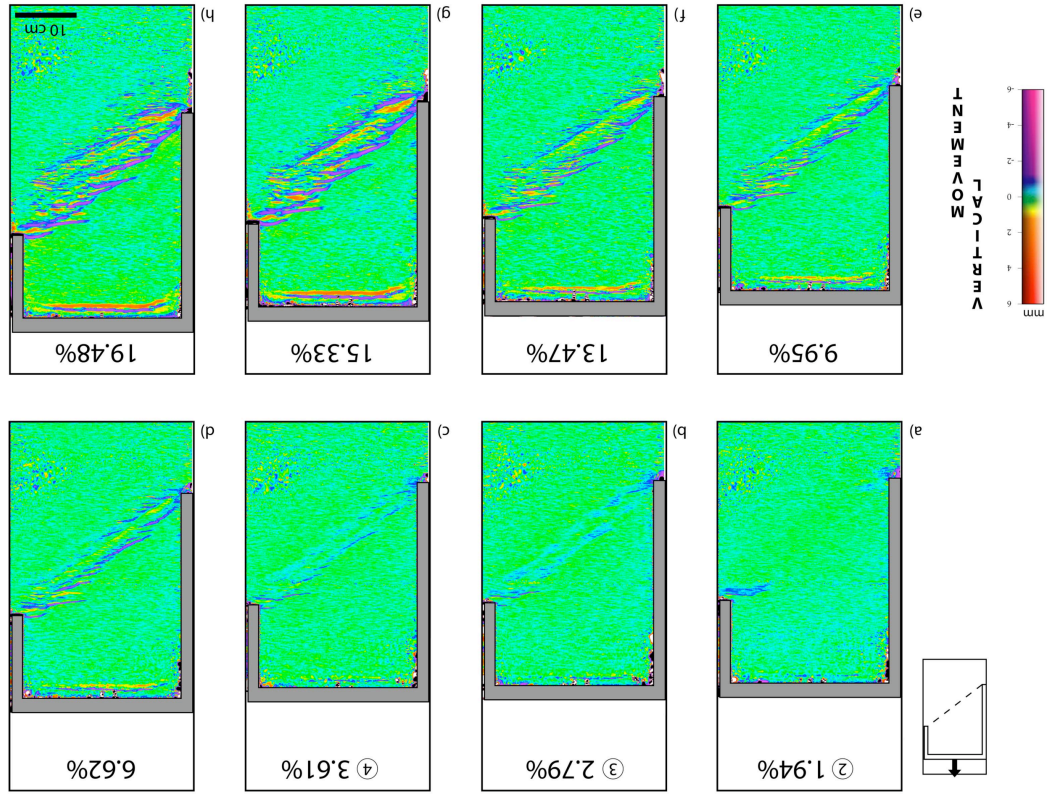 ② 1.94%
③ 2.79%
④ 3.61%
6.62%
a)
b)
c)
d)
9.95%
13.47%
15.33%
19.48%
mm
6
4
2
0
-2
-4
-6
VERTICAL
MOVEMENT
e)
f)
g)
h)
10 cm